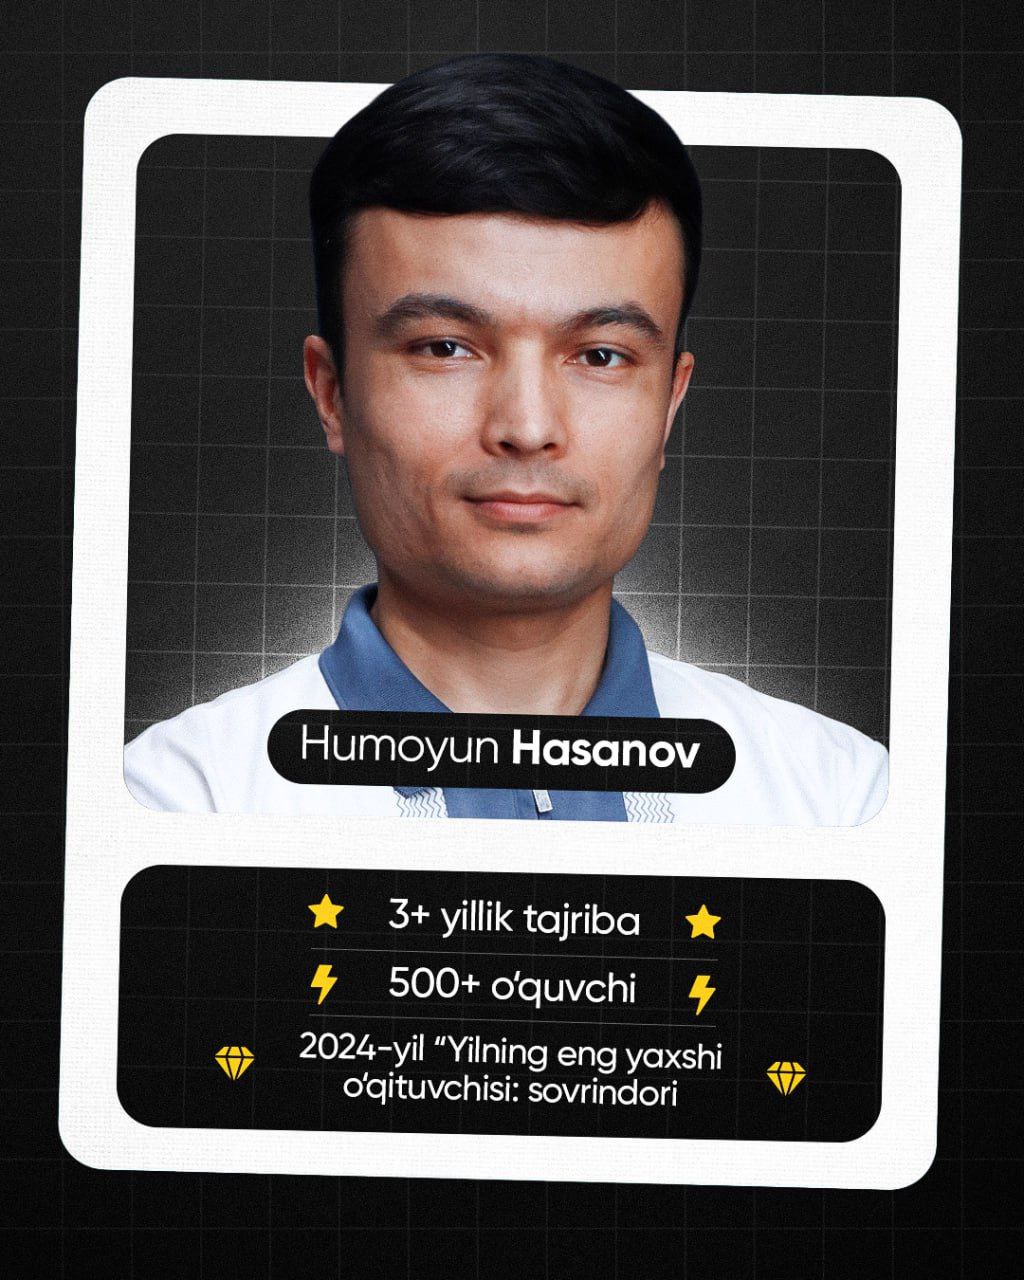 Humoyun Hasanov
3+ yillik tajriba
500+ o‘quvchi
2024-yil “Yilning eng yaxshi
o‘qituvchisi: sovrindori